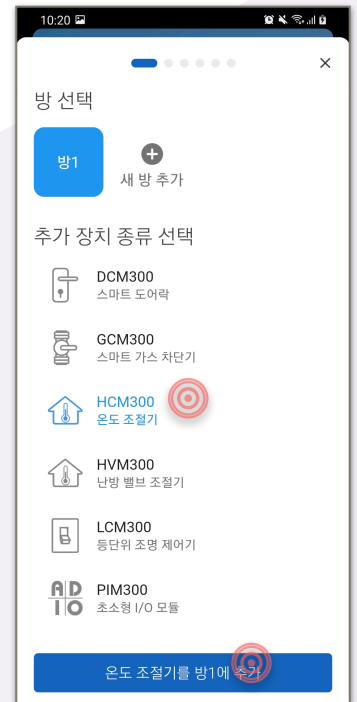 10:20
방 선택
방1
새 방 추가
추가 장치 종류 선택
DCM300
스마트 도어락
GCM300
스마트 가스 차단기
HCM300
온도 조절기
HVM300
난방 밸브 조절기
LCM300
등단위 조명 제어기
AD
IO
PIM300
초소형 I/O 모듈
온도 조절기를 방1에 추가